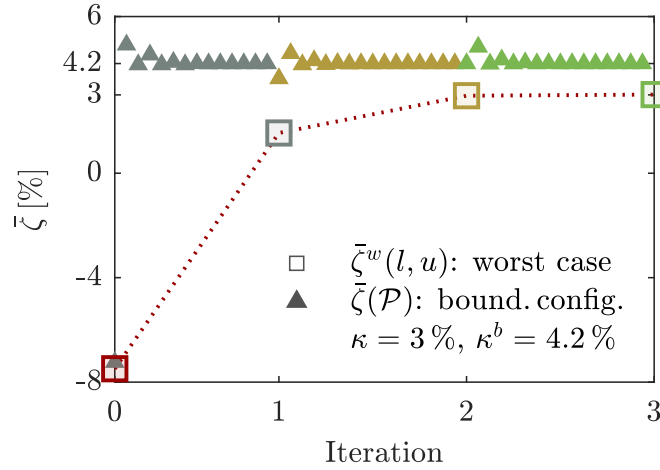 6
4.2
3
0
-4
-8
ζ̄ [%]
ζ̄ʷ(l, u): worst case
ζ̄(𝒫): bound. config.
κ = 3 %, κᵇ = 4.2 %
0 1 2 3
Iteration